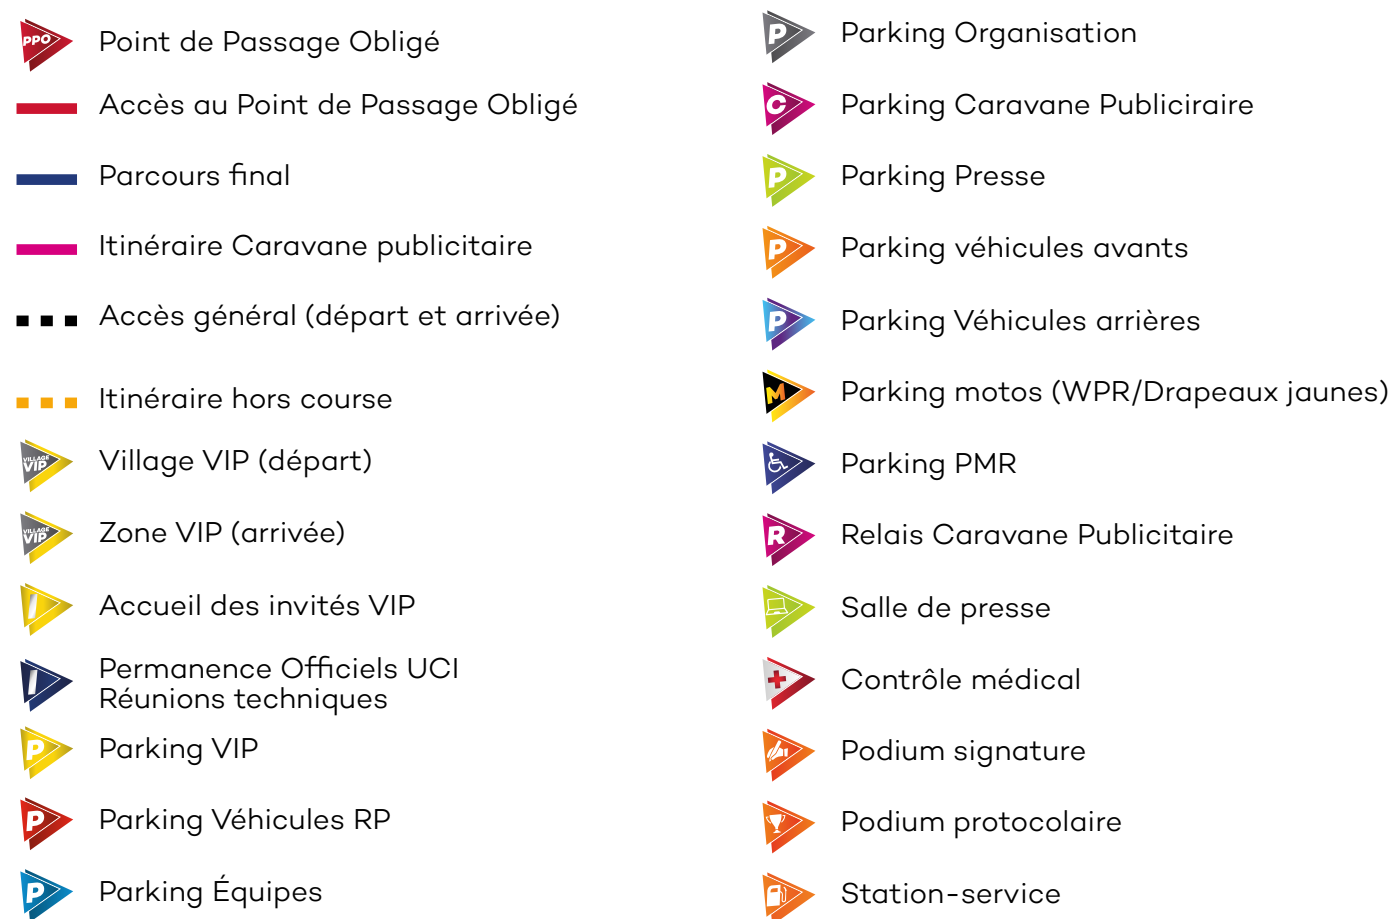 PPO Point de Passage Obligé
Accès au Point de Passage Obligé
Parcours final
Itinéraire Caravane publicitaire
Accès général (départ et arrivée)
Itinéraire hors course
VILLAGE
VIP Village VIP (départ)
VILLAGE
VIP Zone VIP (arrivée)
I Accueil des invités VIP
I Permanence Officiels UCI
Réunions techniques
P Parking VIP
P Parking Véhicules RP
P Parking Équipes
P Parking Organisation
C Parking Caravane Publiciraire
P Parking Presse
P Parking véhicules avants
P Parking Véhicules arrières
M Parking motos (WPR/Drapeaux jaunes)
Parking PMR
R Relais Caravane Publicitaire
Salle de presse
Contrôle médical
Podium signature
Podium protocolaire
Station-service